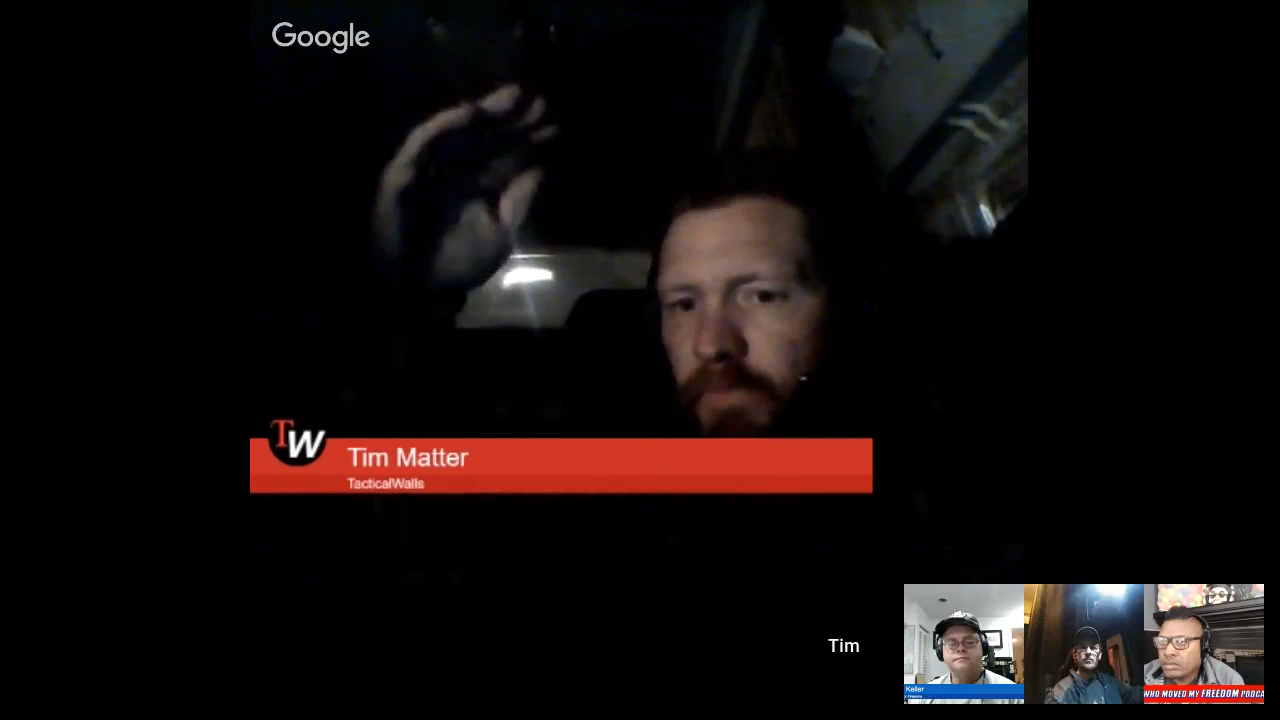 Google
TW
Tim Matter
TacticalWalls
Tim
Keller
WHO MOVED MY FREEDOM PODCA